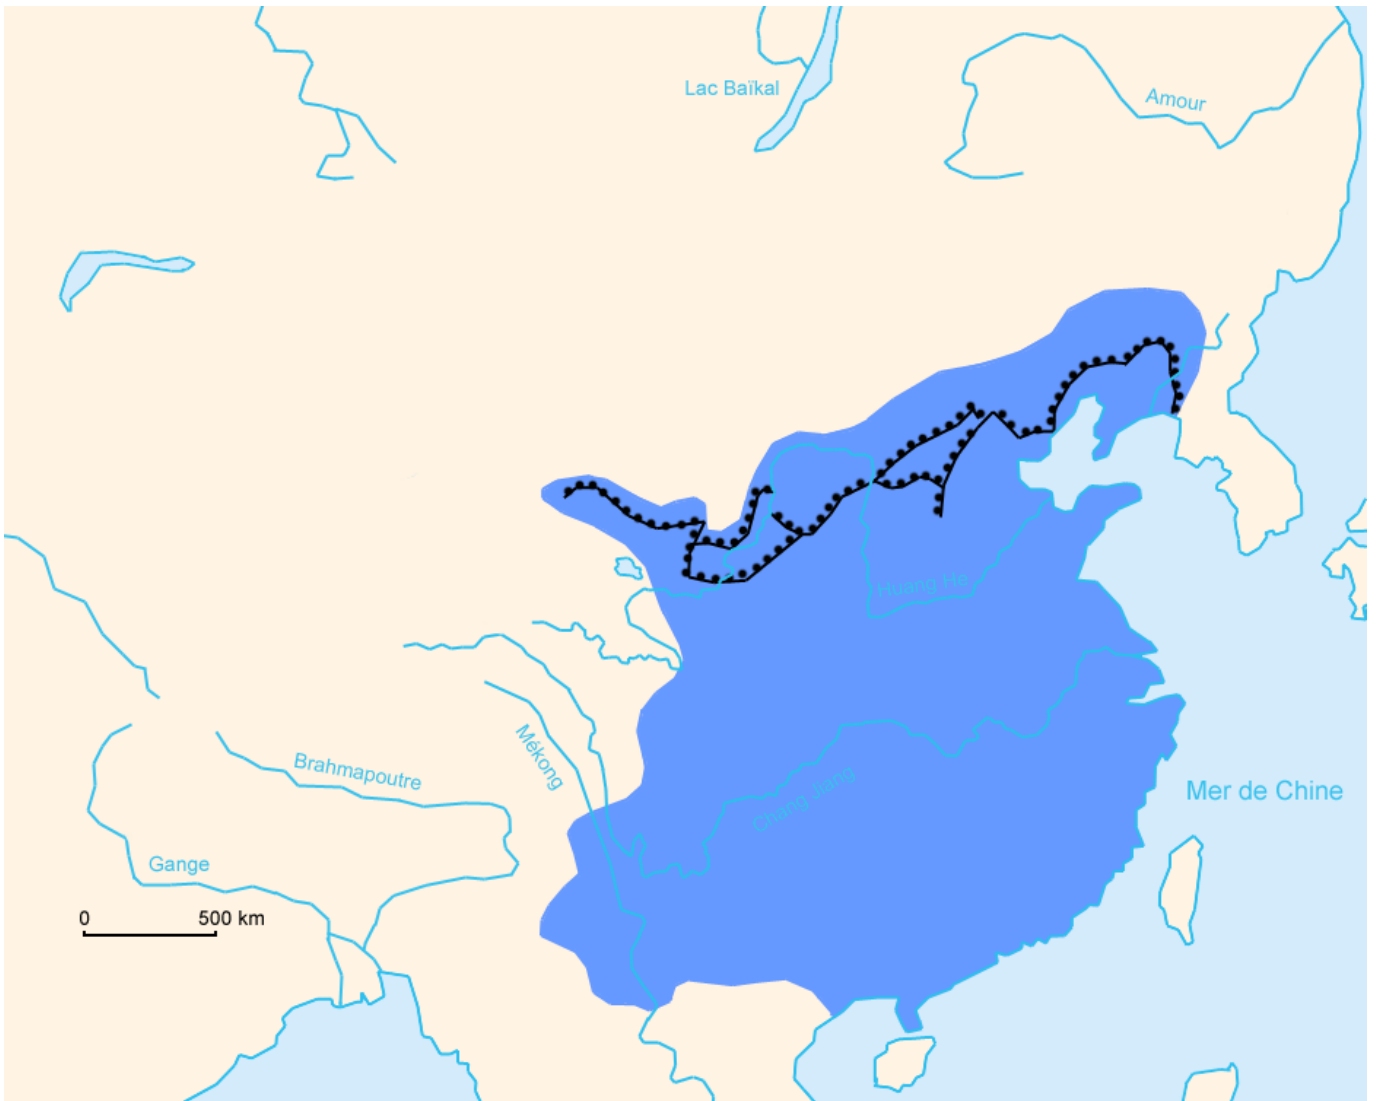 Lac Baïkal
Amour
Huang He
Mékong
Brahmapoutre
Chang Jiang
Mer de Chine
Gange
0 500 km